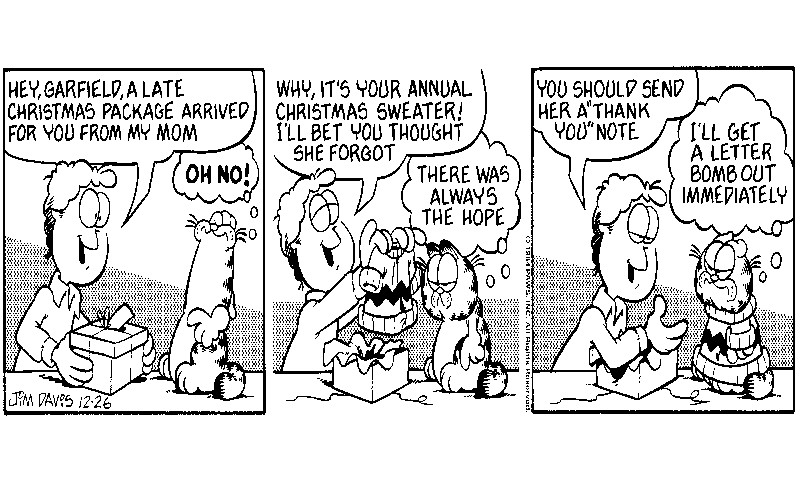 HEY, GARFIELD, A LATE
CHRISTMAS PACKAGE ARRIVED
FOR YOU FROM MY MOM
OH NO!
JIM DAVIS 12-26
WHY, IT'S YOUR ANNUAL
CHRISTMAS SWEATER!
I'LL BET YOU THOUGHT
SHE FORGOT
THERE WAS
ALWAYS
THE HOPE
YOU SHOULD SEND
HER A "THANK
YOU" NOTE
I'LL GET
A LETTER
BOMB OUT
IMMEDIATELY